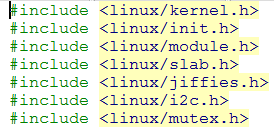 #include <linux/kernel.h>
#include <linux/init.h>
#include <linux/module.h>
#include <linux/slab.h>
#include <linux/jiffies.h>
#include <linux/i2c.h>
#include <linux/mutex.h>